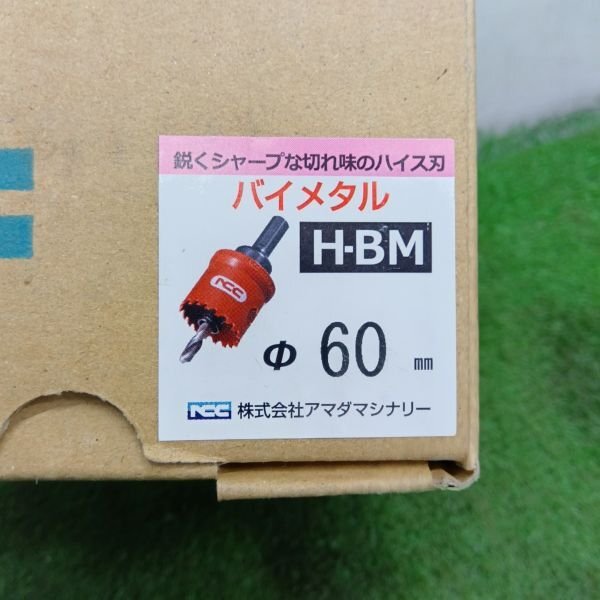 鋭くシャープな切れ味のハイス刃
バイメタル
H-BM
NCC
Φ 60 mm
NCC 株式会社アマダマシナリー